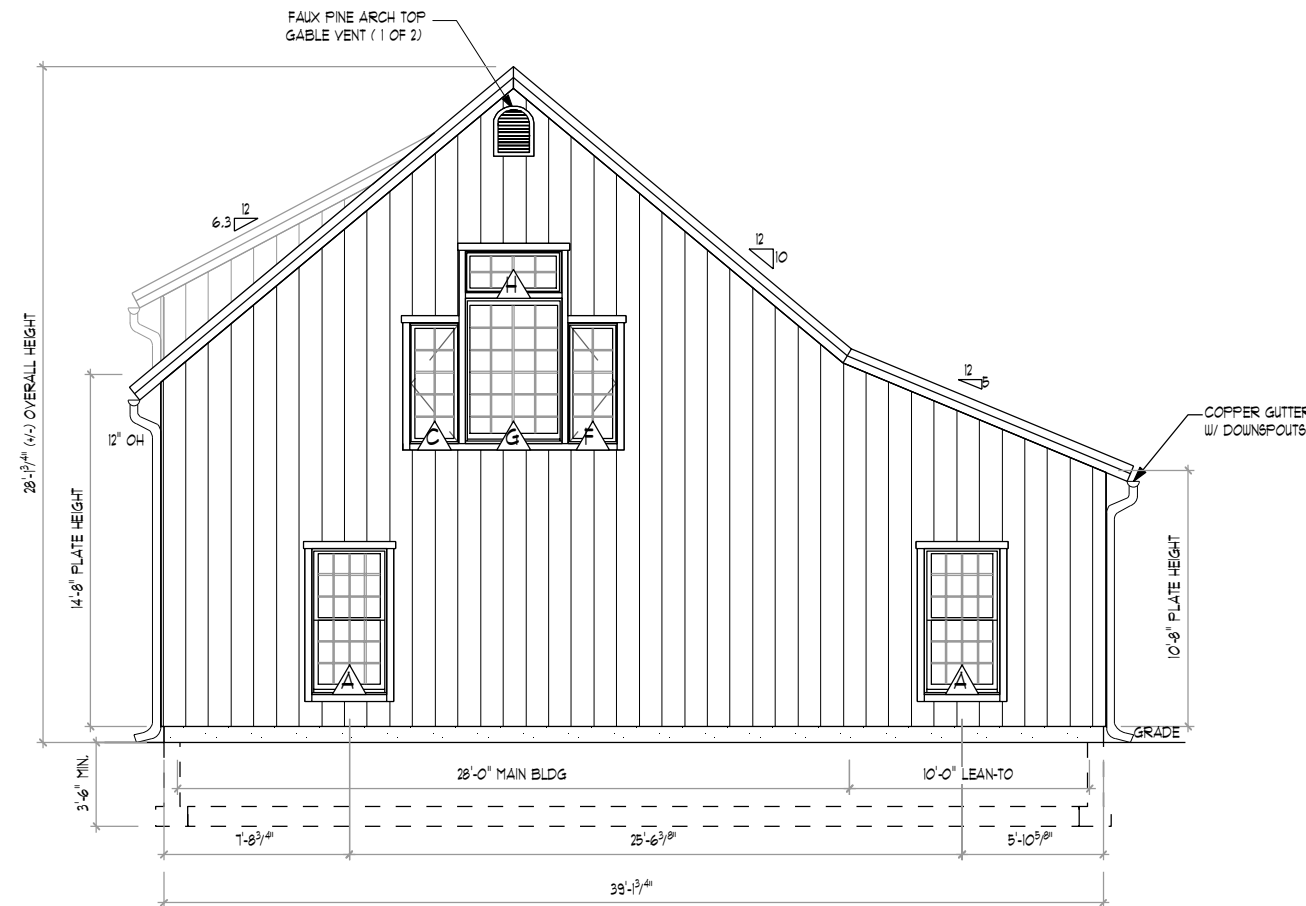 FAUX PINE ARCH TOP
GABLE VENT ( 1 OF 2)
12
6.3
12
10
28'-1 3/4" (+/-) OVERALL HEIGHT
H
12
5
COPPER GUTTER
W/ DOWNSPOUTS
12" OH
C
G
F
14'-8" PLATE HEIGHT
10'-8" PLATE HEIGHT
A
A
GRADE
3'-6" MIN.
28'-0" MAIN BLDG
10'-0" LEAN-TO
7'-8 3/4"
25'-6 3/8"
5'-10 5/8"
39'-1 3/4"